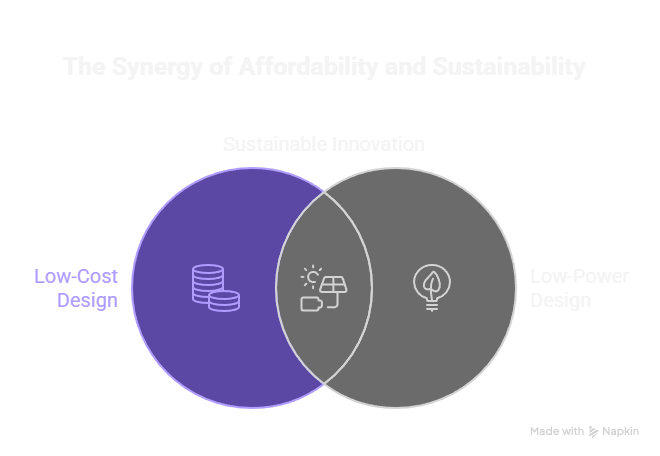 The Synergy of Affordability and Sustainability
Sustainable Innovation
Low-Cost
Design
Low-Power
Design
Made with Napkin